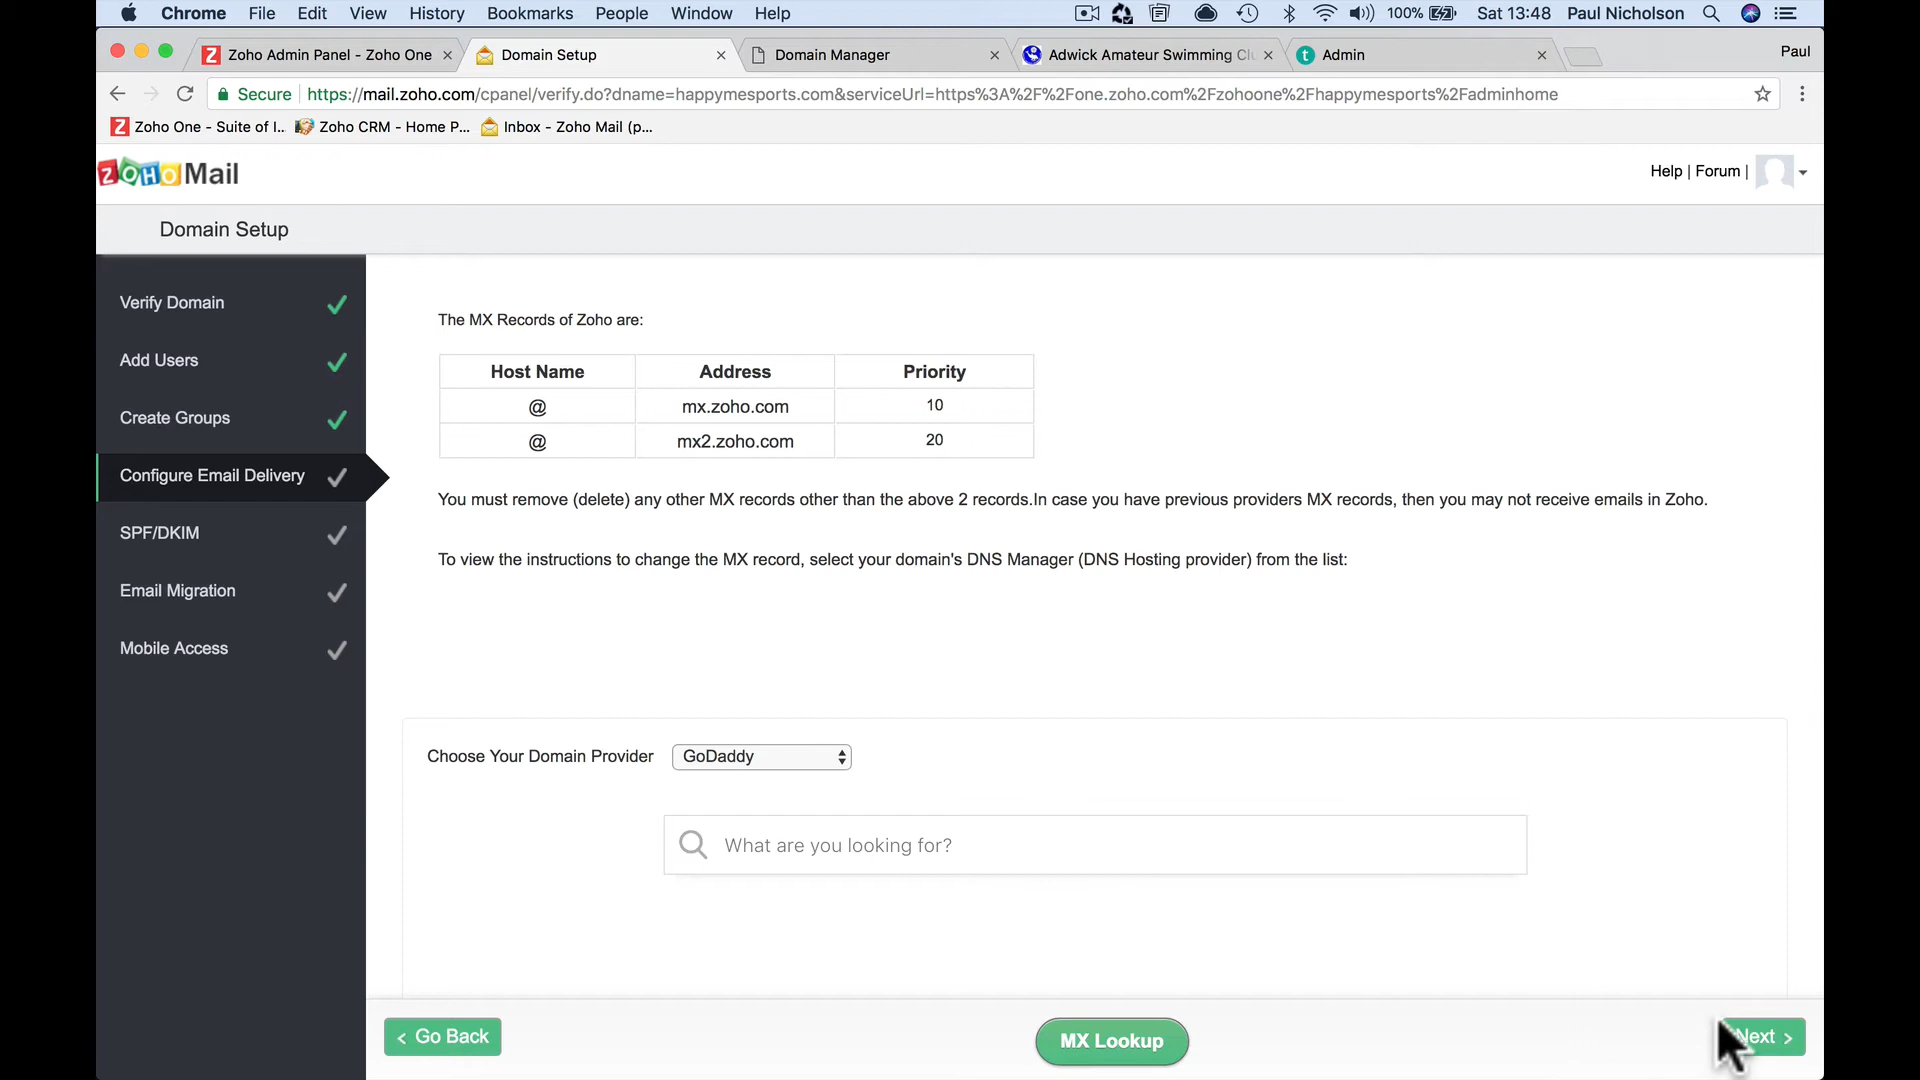 Chrome File Edit View History Bookmarks People Window Help 100% Sat 13:48 Paul Nicholson
Z Zoho Admin Panel - Zoho One × Domain Setup × Domain Manager × Adwick Amateur Swimming Cl × t Admin × Paul
Secure https://mail.zoho.com/cpanel/verify.do?dname=happymesports.com&serviceUrl=https%3A%2F%2Fone.zoho.com%2Fzohoone%2Fhappymesports%2Fadminhome
Z Zoho One - Suite of I... Zoho CRM - Home P... Inbox - Zoho Mail (p...
ZOHO Mail
Help | Forum |
Domain Setup
Verify Domain
Add Users
Create Groups
Configure Email Delivery
SPF/DKIM
Email Migration
Mobile Access
The MX Records of Zoho are:
Host Name Address Priority
@ mx.zoho.com 10
@ mx2.zoho.com 20
You must remove (delete) any other MX records other than the above 2 records.In case you have previous providers MX records, then you may not receive emails in Zoho.
To view the instructions to change the MX record, select your domain's DNS Manager (DNS Hosting provider) from the list:
Choose Your Domain Provider GoDaddy
What are you looking for?
< Go Back MX Lookup Next >